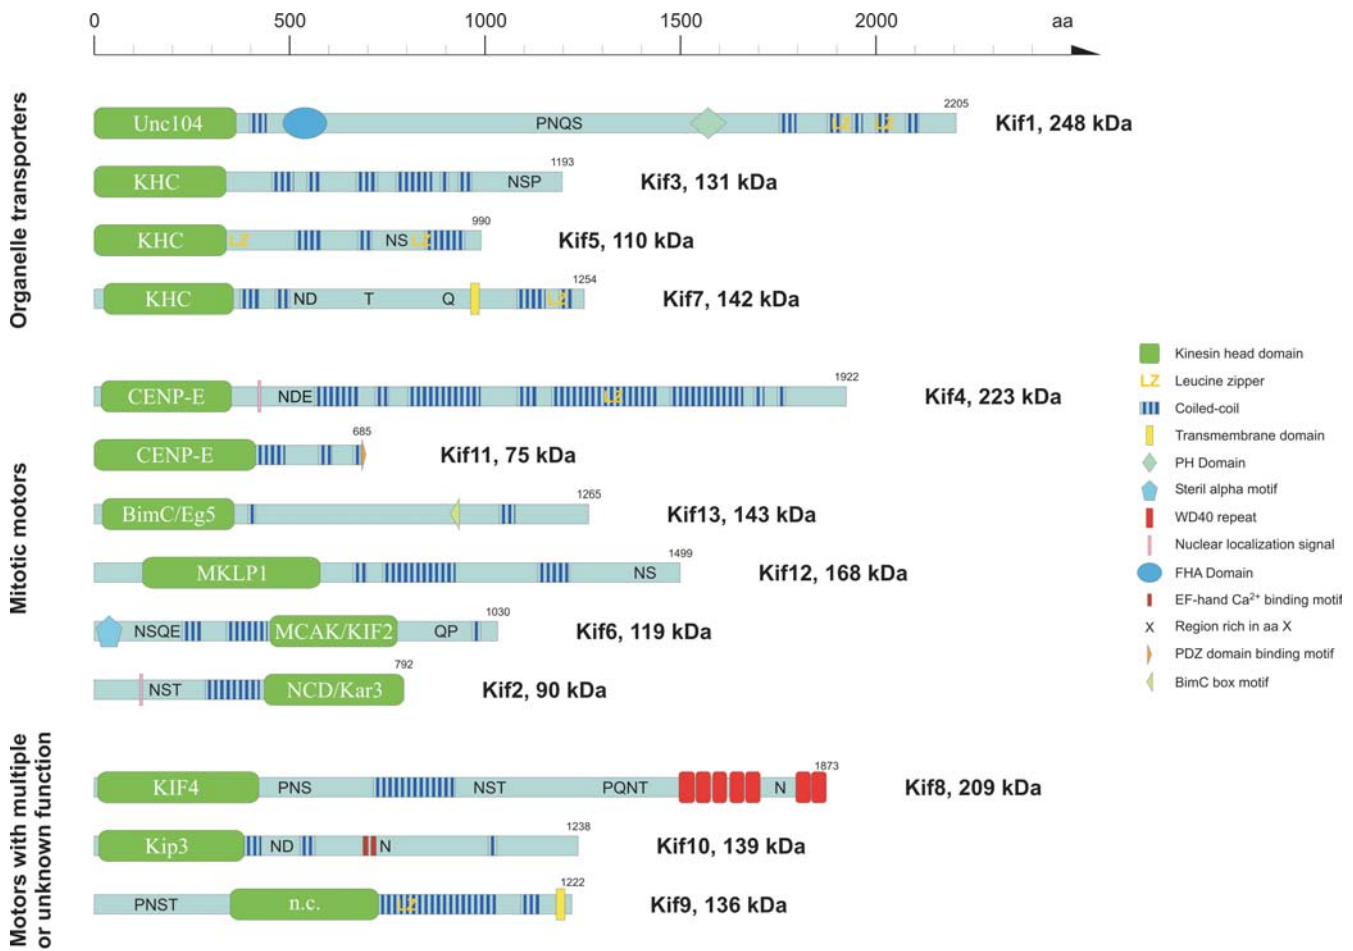 0 500 1000 1500 2000 aa
Organelle transporters
2205
Unc104 PNQS LZ LZ Kif1, 248 kDa
1193
KHC NSP Kif3, 131 kDa
990
KHC LZ NS LZ Kif5, 110 kDa
1254
KHC ND T Q LZ Kif7, 142 kDa
Mitotic motors
1922
CENP-E NDE LZ Kif4, 223 kDa
685
CENP-E Kif11, 75 kDa
1265
BimC/Eg5 Kif13, 143 kDa
1499
MKLP1 NS Kif12, 168 kDa
1030
NSQE MCAK/KIF2 QP Kif6, 119 kDa
792
NST NCD/Kar3 Kif2, 90 kDa
Motors with multiple
or unknown function
1873
KIF4 PNS NST PQNT N Kif8, 209 kDa
1238
Kip3 ND N Kif10, 139 kDa
1222
PNST n.c. LZ Kif9, 136 kDa
Kinesin head domain
LZ Leucine zipper
Coiled-coil
Transmembrane domain
PH Domain
Steril alpha motif
WD40 repeat
Nuclear localization signal
FHA Domain
EF-hand Ca²⁺ binding motif
X Region rich in aa X
PDZ domain binding motif
BimC box motif